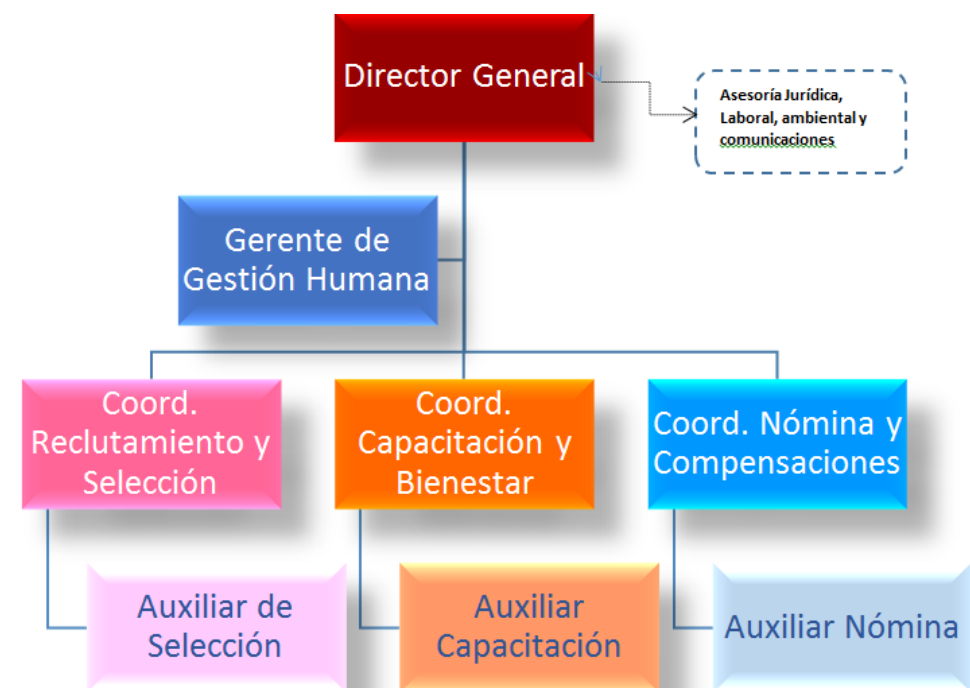 Director General
Asesoría Jurídica,
Laboral, ambiental y
comunicaciones
Gerente de
Gestión Humana
Coord.
Reclutamiento y
Selección
Coord.
Capacitación y
Bienestar
Coord. Nómina y
Compensaciones
Auxiliar de
Selección
Auxiliar
Capacitación
Auxiliar Nómina